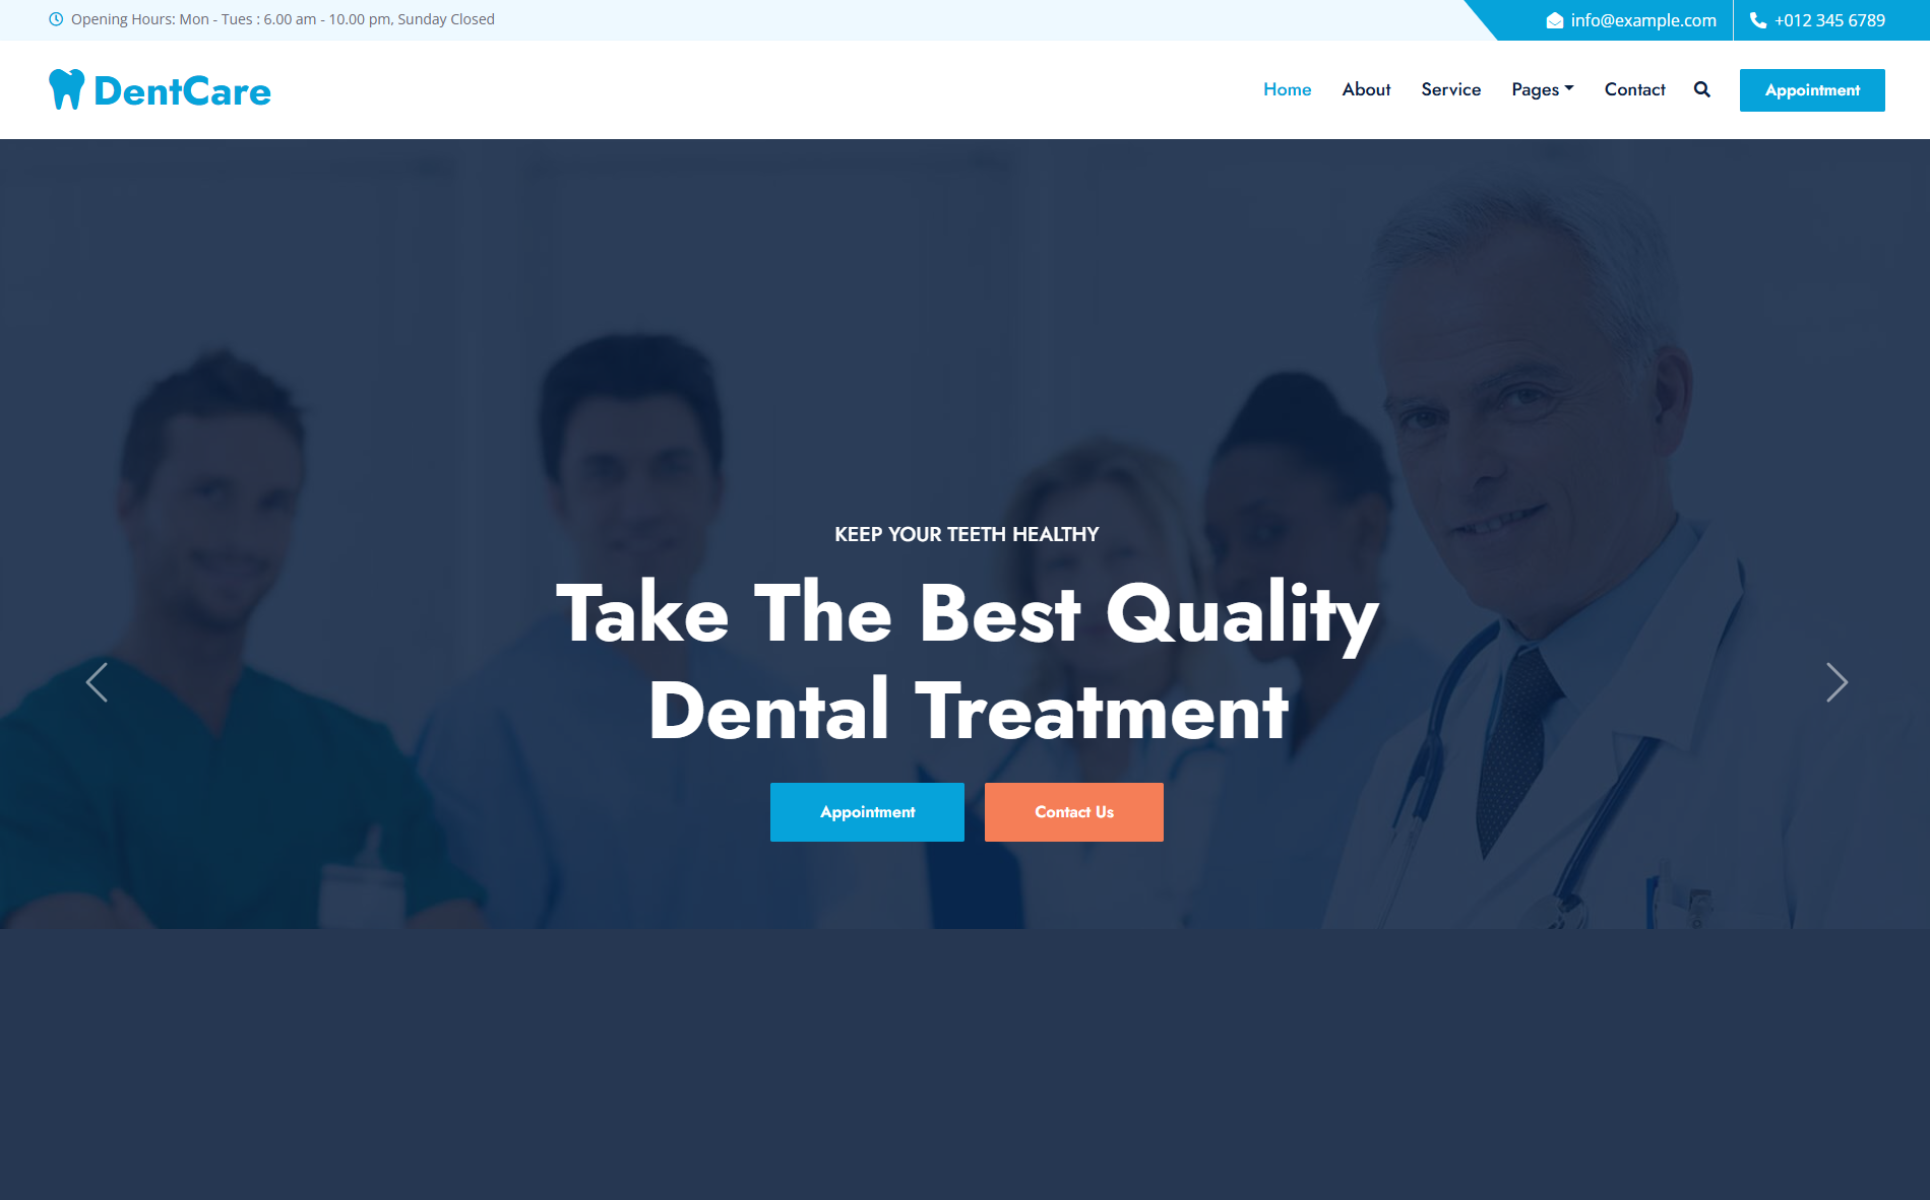 Opening Hours: Mon - Tues : 6.00 am - 10.00 pm, Sunday Closed
info@example.com
+012 345 6789
DentCare
Home
About
Service
Pages
Contact
Appointment
KEEP YOUR TEETH HEALTHY
Take The Best Quality
Dental Treatment
Appointment
Contact Us